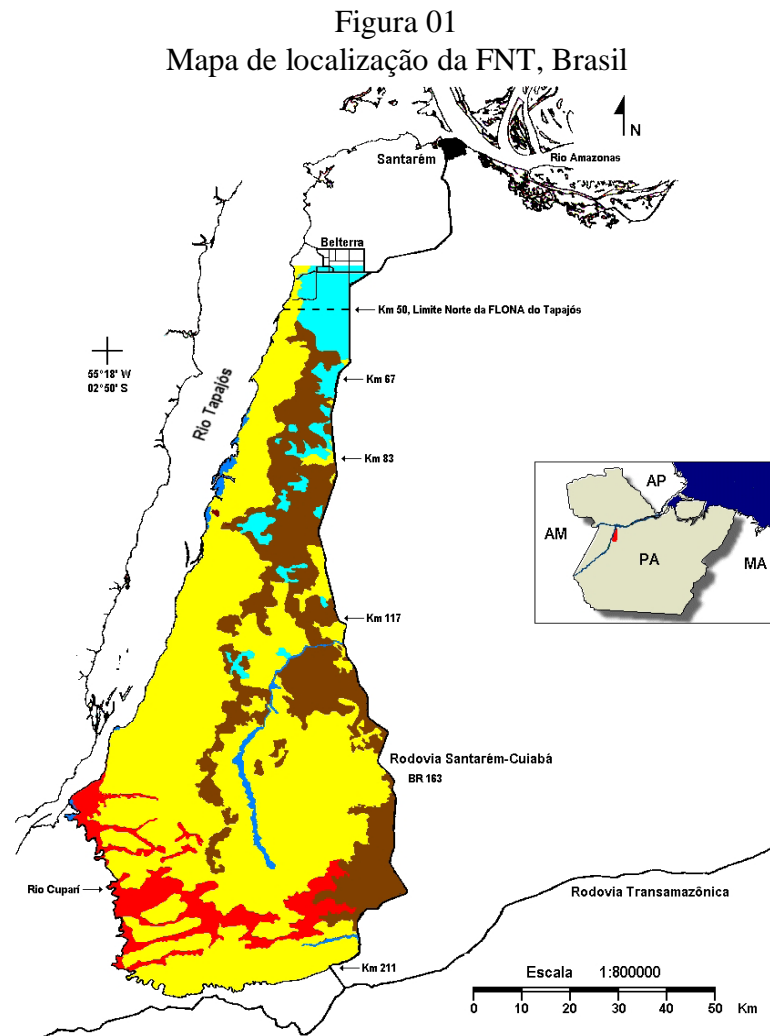 Figura 01
Mapa de localização da FNT, Brasil
N
Santarém
Rio Amazonas
Belterra
Km 50, Limite Norte da FLONA do Tapajós
55°18' W
02°50' S
Km 67
Rio Tapajós
Km 83
AP
AM
PA
MA
Km 117
Rodovia Santarém-Cuiabá
BR 163
Rio Cuparí
Rodovia Transamazônica
Km 211
Escala 1:800000
0 10 20 30 40 50 Km